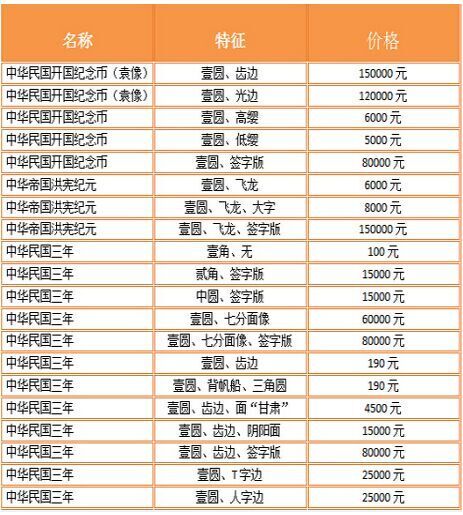 名称 特征 价格
中华民国开国纪念币（袁像） 壹圆、齿边 150000 元
中华民国开国纪念币（袁像） 壹圆、光边 120000 元
中华民国开国纪念币 壹圆、高缨 6000 元
中华民国开国纪念币 壹圆、低缨 5000 元
中华民国开国纪念币 壹圆、签字版 80000 元
中华帝国洪宪纪元 壹圆、飞龙 6000 元
中华帝国洪宪纪元 壹圆、飞龙、大字 8000 元
中华帝国洪宪纪元 壹圆、飞龙、签字版 150000 元
中华民国三年 壹角、无 100 元
中华民国三年 贰角、签字版 15000 元
中华民国三年 中圆、签字版 15000 元
中华民国三年 壹圆、七分面像 60000 元
中华民国三年 壹圆、七分面像、签字版 80000 元
中华民国三年 壹圆、齿边 190 元
中华民国三年 壹圆、背帆船、三角圆 190 元
中华民国三年 壹圆、齿边、面“甘肃” 4500 元
中华民国三年 壹圆、齿边、阴阳面 15000 元
中华民国三年 壹圆、齿边、签字版 80000 元
中华民国三年 壹圆、T 字边 25000 元
中华民国三年 壹圆、人字边 25000 元